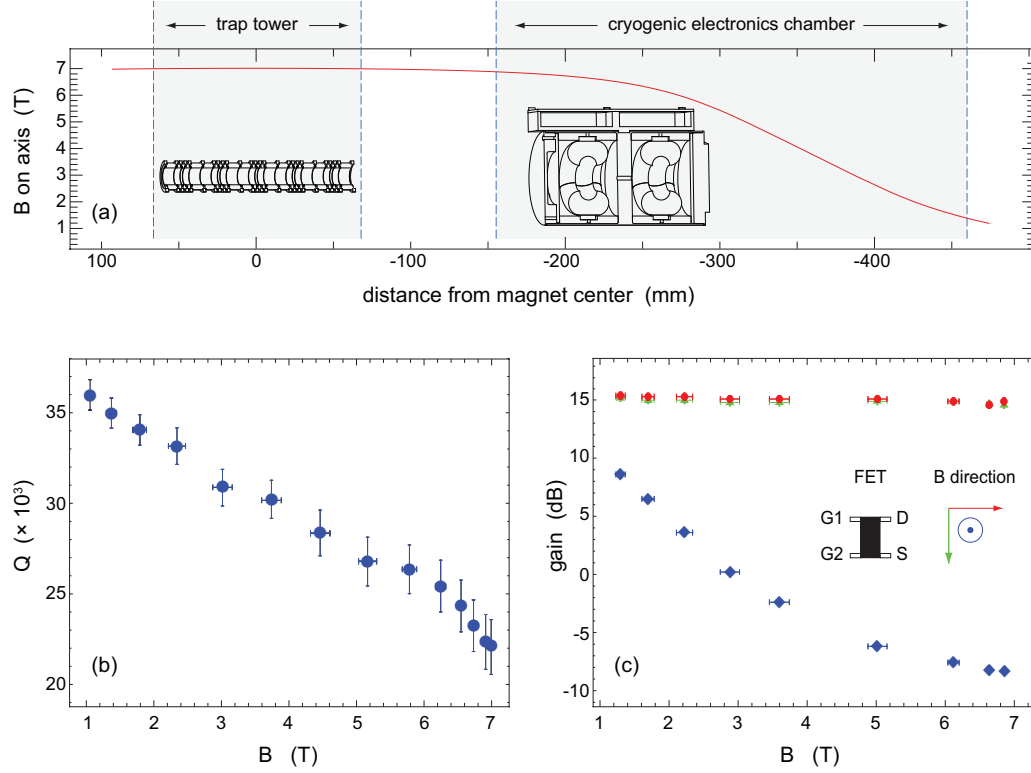 trap tower
cryogenic electronics chamber
B on axis (T)
7
6
5
4
3
2
1
(a)
100
0
-100
-200
-300
-400
distance from magnet center (mm)
Q (× 10³)
35
30
25
20
(b)
1
2
3
4
5
6
7
B (T)
gain (dB)
15
10
5
0
-5
-10
FET
B direction
G1
D
G2
S
(c)
1
2
3
4
5
6
7
B (T)